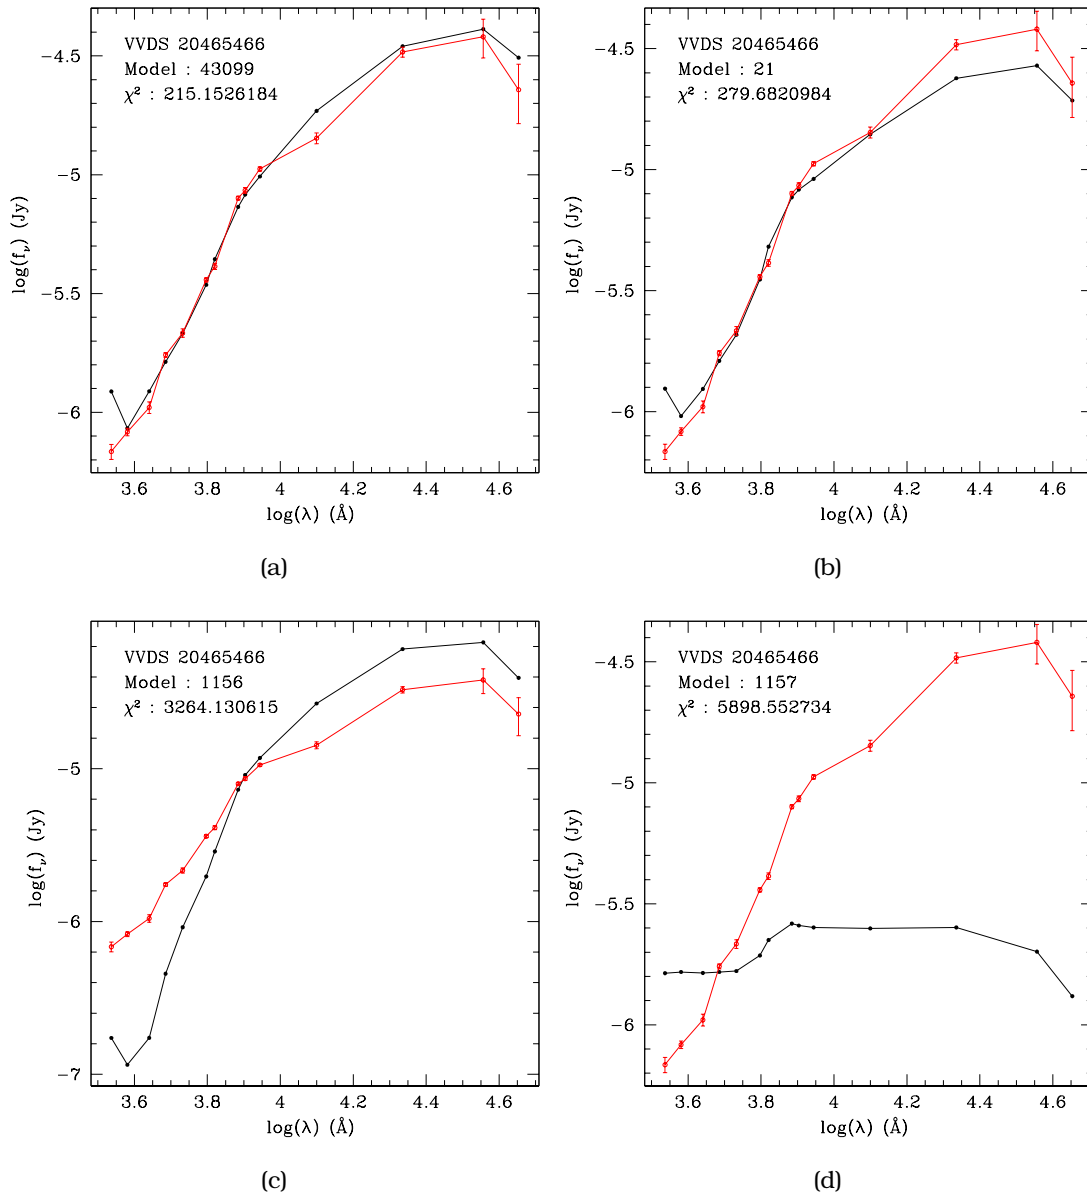 VVDS 20465466
Model : 43099
χ² : 215.1526184
−4.5
−5
−5.5
−6
log(f_ν) (Jy)
3.6 3.8 4 4.2 4.4 4.6
log(λ) (Å)
(a)
VVDS 20465466
Model : 21
χ² : 279.6820984
−4.5
−5
−5.5
−6
log(f_ν) (Jy)
3.6 3.8 4 4.2 4.4 4.6
log(λ) (Å)
(b)
VVDS 20465466
Model : 1156
χ² : 3264.130615
−5
−6
−7
log(f_ν) (Jy)
3.6 3.8 4 4.2 4.4 4.6
log(λ) (Å)
(c)
VVDS 20465466
Model : 1157
χ² : 5898.552734
−4.5
−5
−5.5
−6
log(f_ν) (Jy)
3.6 3.8 4 4.2 4.4 4.6
log(λ) (Å)
(d)